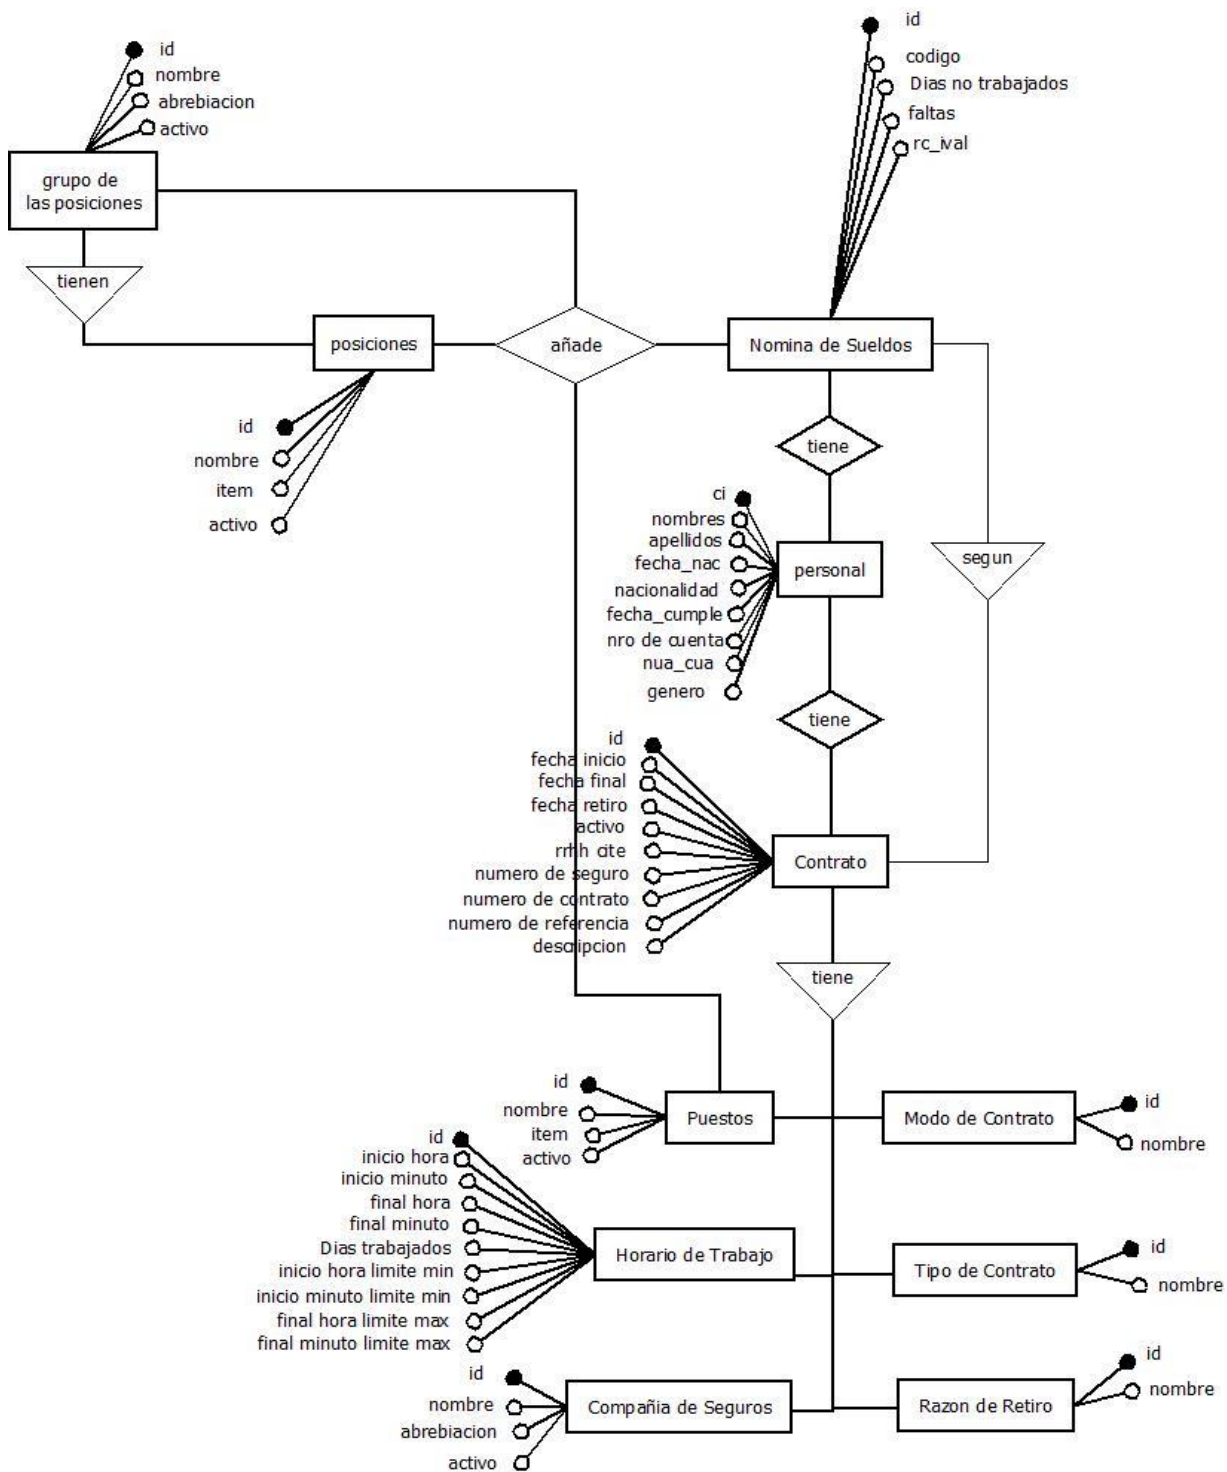 id
nombre
abrebiacion
activo
grupo de
las posiciones
tienen
id
codigo
Dias no trabajados
faltas
rc_ival
posiciones
añade
Nomina de Sueldos
id
nombre
item
activo
tiene
ci
nombres
apellidos
fecha_nac
nacionalidad
fecha_cumple
nro de cuenta
nua_cua
genero
personal
segun
tiene
id
fecha inicio
fecha final
fecha retiro
activo
rrhh cite
numero de seguro
numero de contrato
numero de referencia
descripcion
Contrato
tiene
id
nombre
item
activo
Puestos
Modo de Contrato
id
nombre
id
inicio hora
inicio minuto
final hora
final minuto
Dias trabajados
inicio hora limite min
inicio minuto limite min
final hora limite max
final minuto limite max
Horario de Trabajo
Tipo de Contrato
id
nombre
id
nombre
abrebiacion
activo
Compañia de Seguros
Razon de Retiro
id
nombre